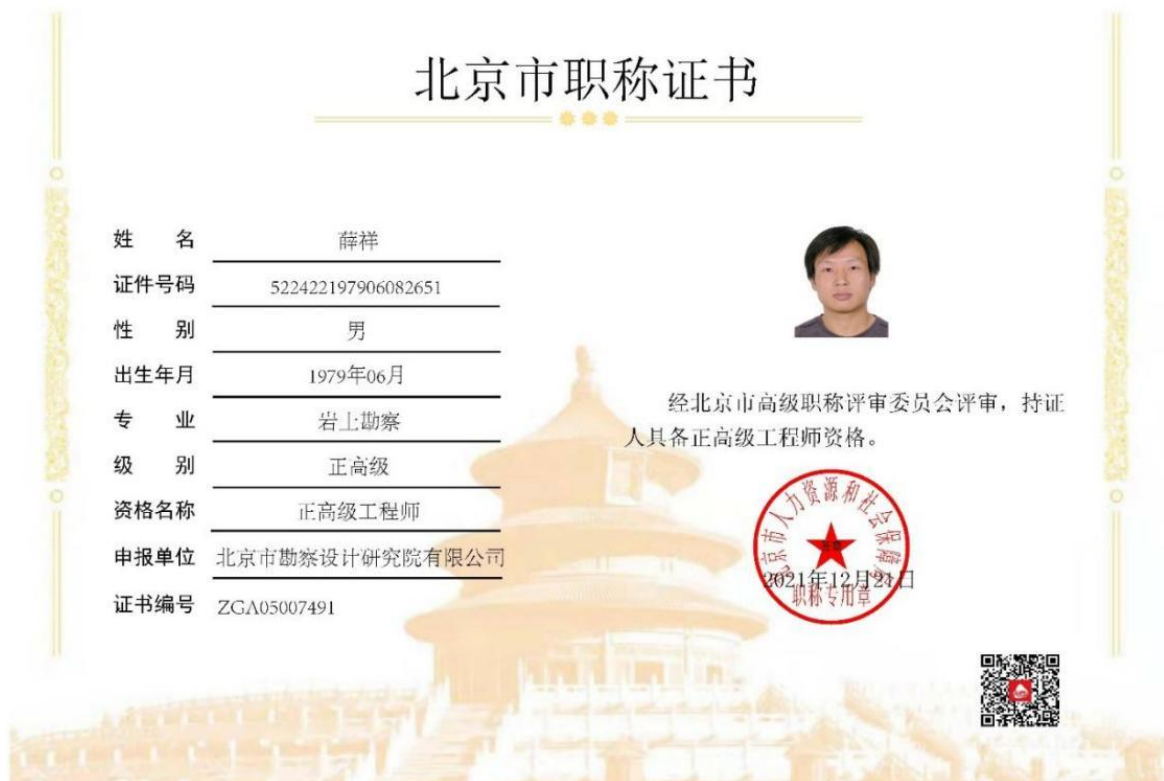 北京市职称证书
姓 名 薛祥
证件号码 522422197906082651
性 别 男
出生年月 1979年06月
专 业 岩土勘察
级 别 正高级
资格名称 正高级工程师
申报单位 北京市勘察设计研究院有限公司
证书编号 ZGA05007491
经北京市高级职称评审委员会评审，持证
人具备正高级工程师资格。
北京市人力资源和社会保障局
2021年12月21日
职称专用章